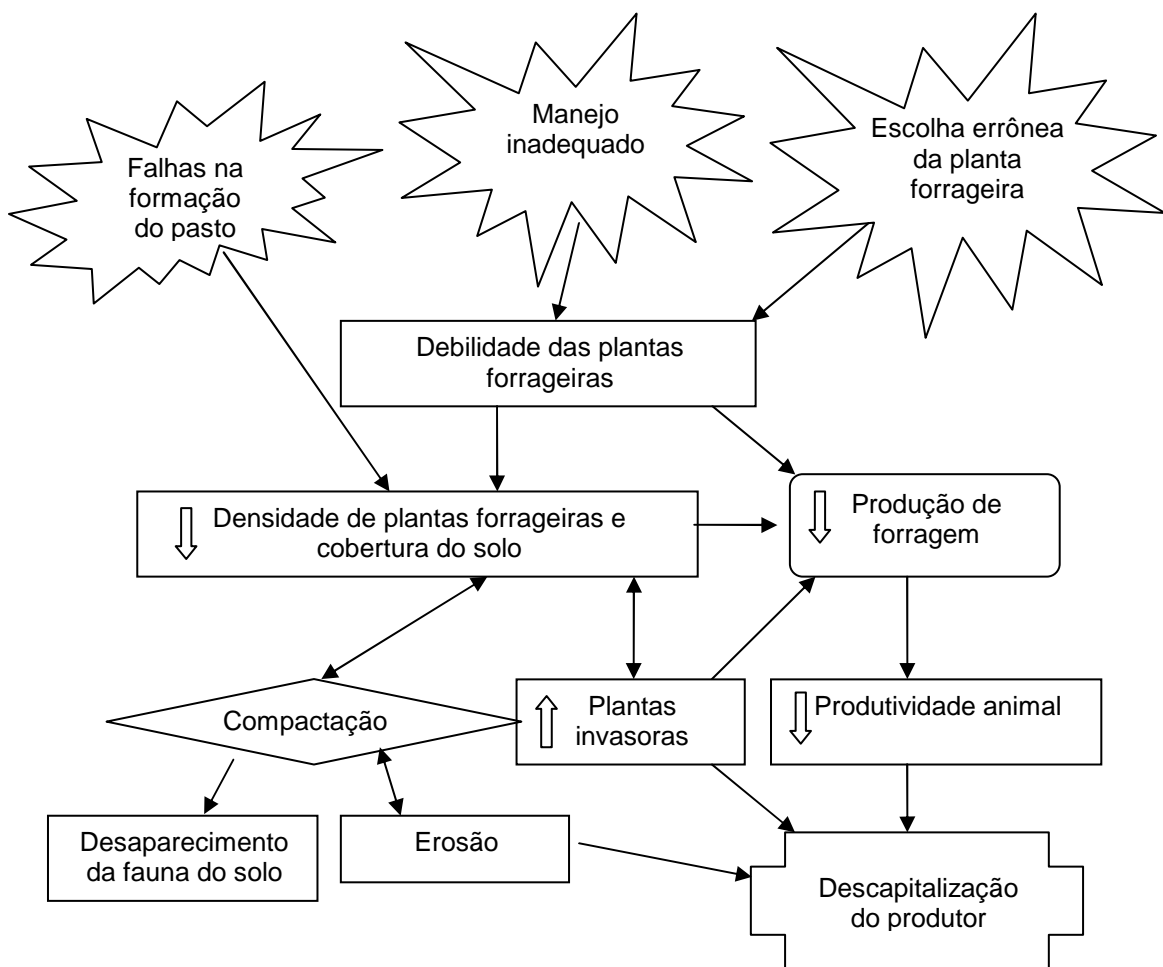 Falhas na
formação
do pasto
Manejo
inadequado
Escolha errônea
da planta
forrageira
Debilidade das plantas
forrageiras
Densidade de plantas forrageiras e
cobertura do solo
Produção de
forragem
Compactação
Plantas
invasoras
Produtividade animal
Desaparecimento
da fauna do solo
Erosão
Descapitalização
do produtor